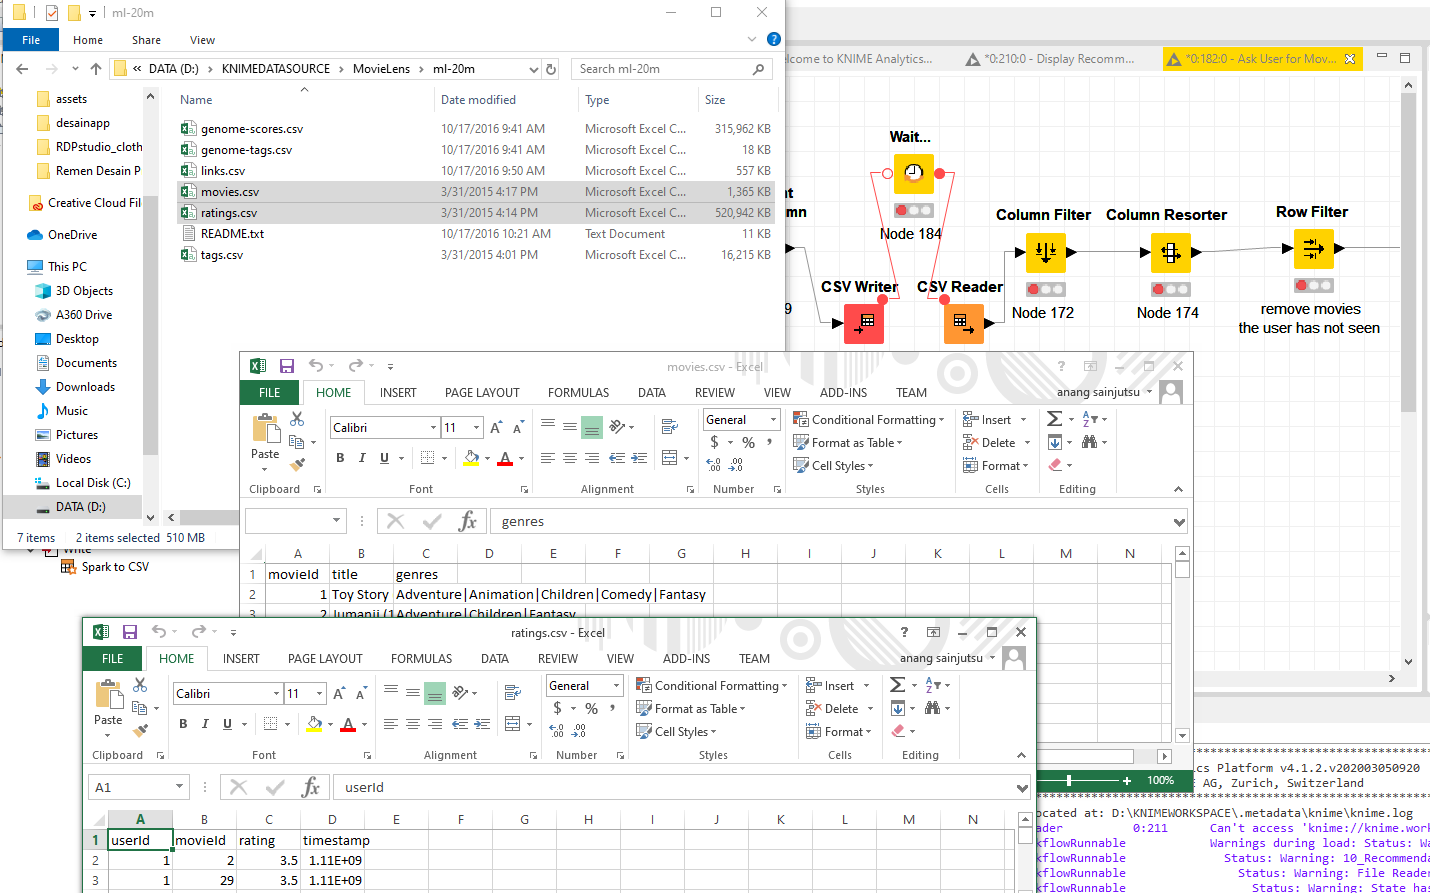 ml-20m
File Home Share View
DATA (D:) KNIMEDATASOURCE MovieLens ml-20m Search ml-20m
assets
desainapp
RDPstudio_cloth
Remen Desain P
Creative Cloud Fil
OneDrive
This PC
3D Objects
A360 Drive
Desktop
Documents
Downloads
Music
Pictures
Videos
Local Disk (C:)
DATA (D:)
Name Date modified Type Size
genome-scores.csv 10/17/2016 9:41 AM Microsoft Excel C... 315,962 KB
genome-tags.csv 10/17/2016 9:41 AM Microsoft Excel C... 18 KB
links.csv 10/17/2016 9:50 AM Microsoft Excel C... 557 KB
movies.csv 3/31/2015 4:17 PM Microsoft Excel C... 1,365 KB
ratings.csv 3/31/2015 4:14 PM Microsoft Excel C... 520,942 KB
README.txt 10/17/2016 10:21 AM Text Document 11 KB
tags.csv 3/31/2015 4:01 PM Microsoft Excel C... 16,215 KB
7 items 2 items selected 510 MB
Write
Spark to CSV
elcome to KNIME Analytics... *0:210:0 - Display Recomm... *0:182:0 - Ask User for Mov...
Wait...
Node 184
Column Filter Column Resorter Row Filter
CSV Writer CSV Reader
Node 172 Node 174 remove movies
the user has not seen
movies.csv - Excel
FILE HOME INSERT PAGE LAYOUT FORMULAS DATA REVIEW VIEW ADD-INS TEAM anang sainjutsu
Paste Calibri 11 B I U General $ % Conditional Formatting Format as Table Cell Styles Insert Delete Format
Clipboard Font Alignment Number Styles Cells Editing
fx genres
A B C D E F G H I J K L M N
1 movieId title genres
2 1 Toy Story Adventure|Animation|Children|Comedy|Fantasy
3 2 Jumanji (1 Adventure|Children|Fantasy
100%
ratings.csv - Excel
FILE HOME INSERT PAGE LAYOUT FORMULAS DATA REVIEW VIEW ADD-INS TEAM anang sainjutsu
Paste Calibri 11 B I U General $ % Conditional Formatting Format as Table Cell Styles Insert Delete Format
Clipboard Font Alignment Number Styles Cells Editing
A1 fx userId
A B C D E F G H I J K L M N
1 userId movieId rating timestamp
2 1 2 3.5 1.11E+09
3 1 29 3.5 1.11E+09
cs Platform v4.1.2.v202003050920
AG, Zurich, Switzerland
ocated at: D:\KNIMEWORKSPACE\.metadata\knime\knime.log
ader 0:211 Can't access 'knime://knime.work
kflowRunnable Warnings during load: Status: Wa
kflowRunnable Status: Warning: 10_Recommenda
kflowRunnable Status: Warning: File Reader
kflowRunnable Status: Warning: State has